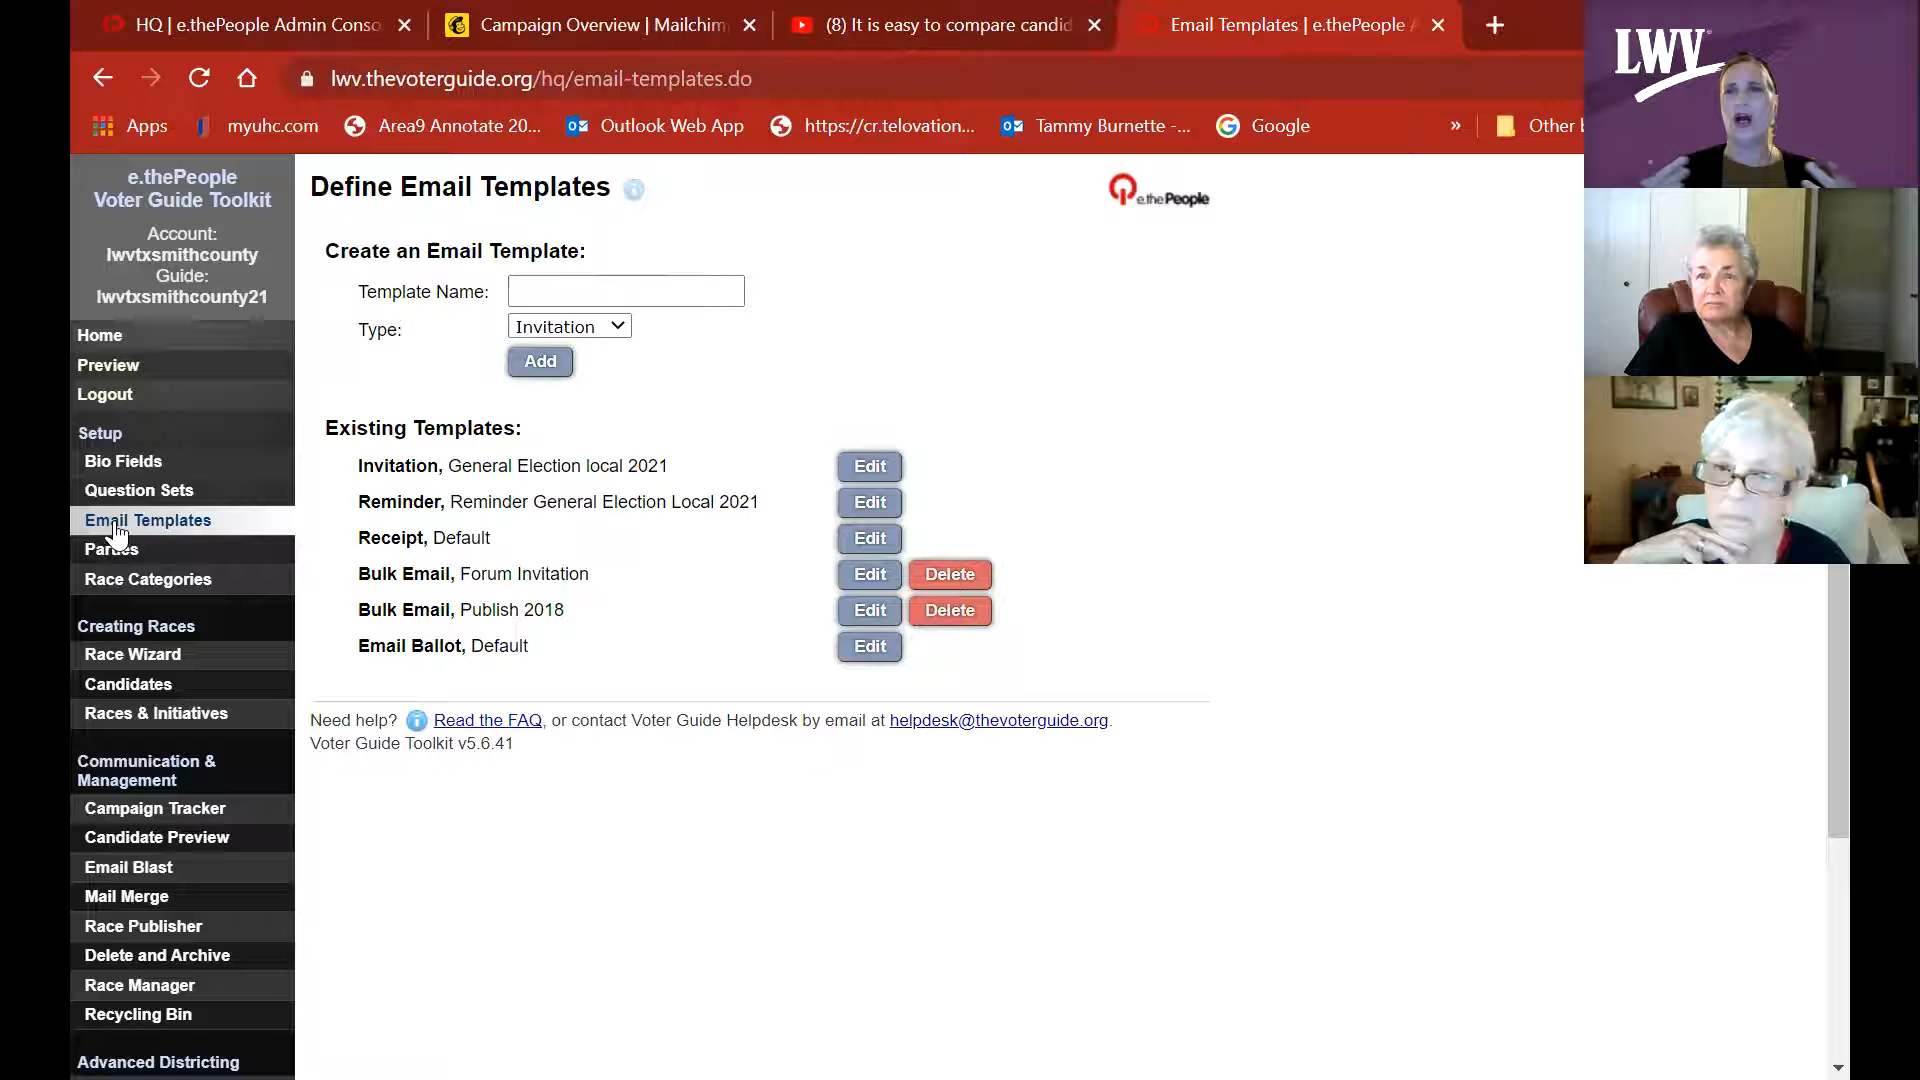 HQ | e.thePeople Admin Conso
Campaign Overview | Mailchim
(8) It is easy to compare candid
Email Templates | e.thePeople A
lwv.thevoterguide.org/hq/email-templates.do
Apps
myuhc.com
Area9 Annotate 20...
Outlook Web App
https://cr.telovation...
Tammy Burnette -...
Google
»
Other b
LWV
e.thePeople
Voter Guide Toolkit
Account:
lwvtxsmithcounty
Guide:
lwvtxsmithcounty21
Home
Preview
Logout
Setup
Bio Fields
Question Sets
Email Templates
Parties
Race Categories
Creating Races
Race Wizard
Candidates
Races & Initiatives
Communication &
Management
Campaign Tracker
Candidate Preview
Email Blast
Mail Merge
Race Publisher
Delete and Archive
Race Manager
Recycling Bin
Advanced Districting
Define Email Templates
e.thePeople
Create an Email Template:
Template Name:
Type: Invitation
Add
Existing Templates:
Invitation, General Election local 2021 Edit
Reminder, Reminder General Election Local 2021 Edit
Receipt, Default Edit
Bulk Email, Forum Invitation Edit Delete
Bulk Email, Publish 2018 Edit Delete
Email Ballot, Default Edit
Need help? Read the FAQ, or contact Voter Guide Helpdesk by email at helpdesk@thevoterguide.org.
Voter Guide Toolkit v5.6.41